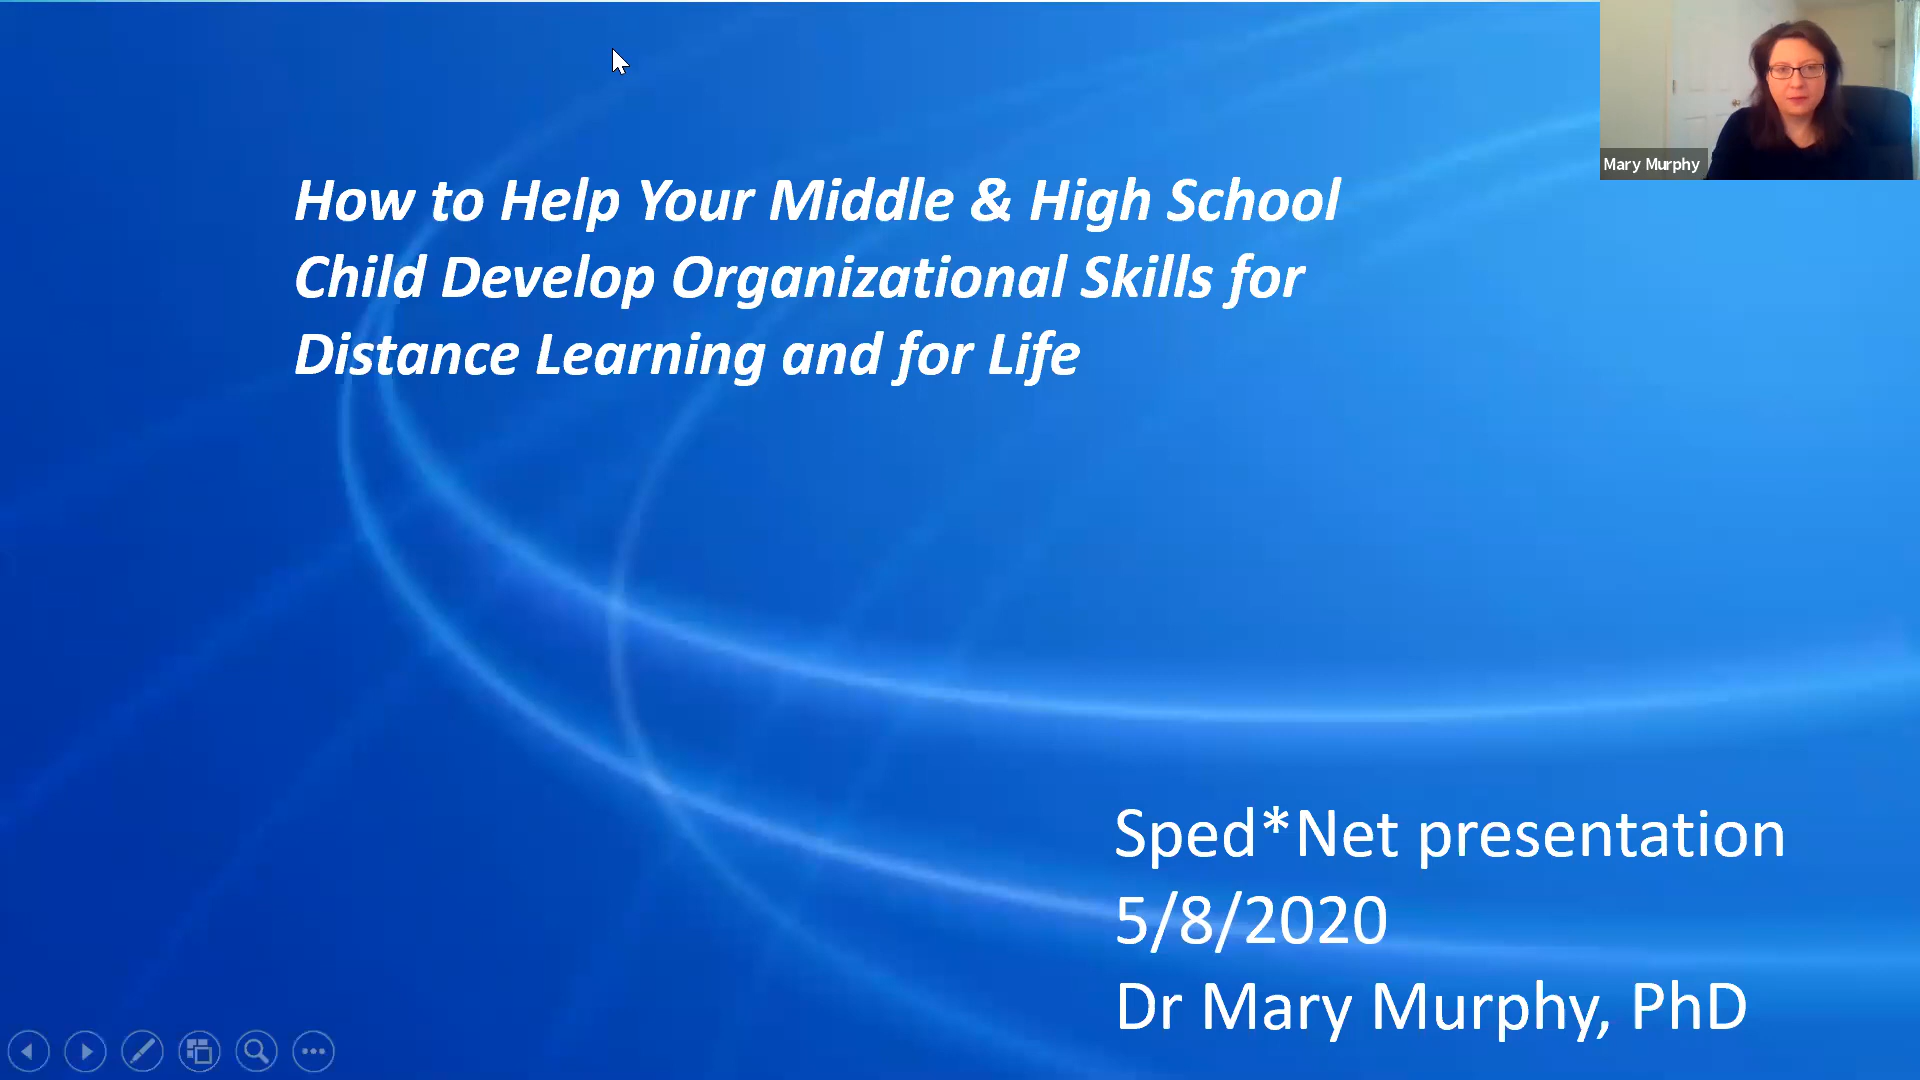 How to Help Your Middle & High School
Child Develop Organizational Skills for
Distance Learning and for Life
Mary Murphy
Sped*Net presentation
5/8/2020
Dr Mary Murphy, PhD